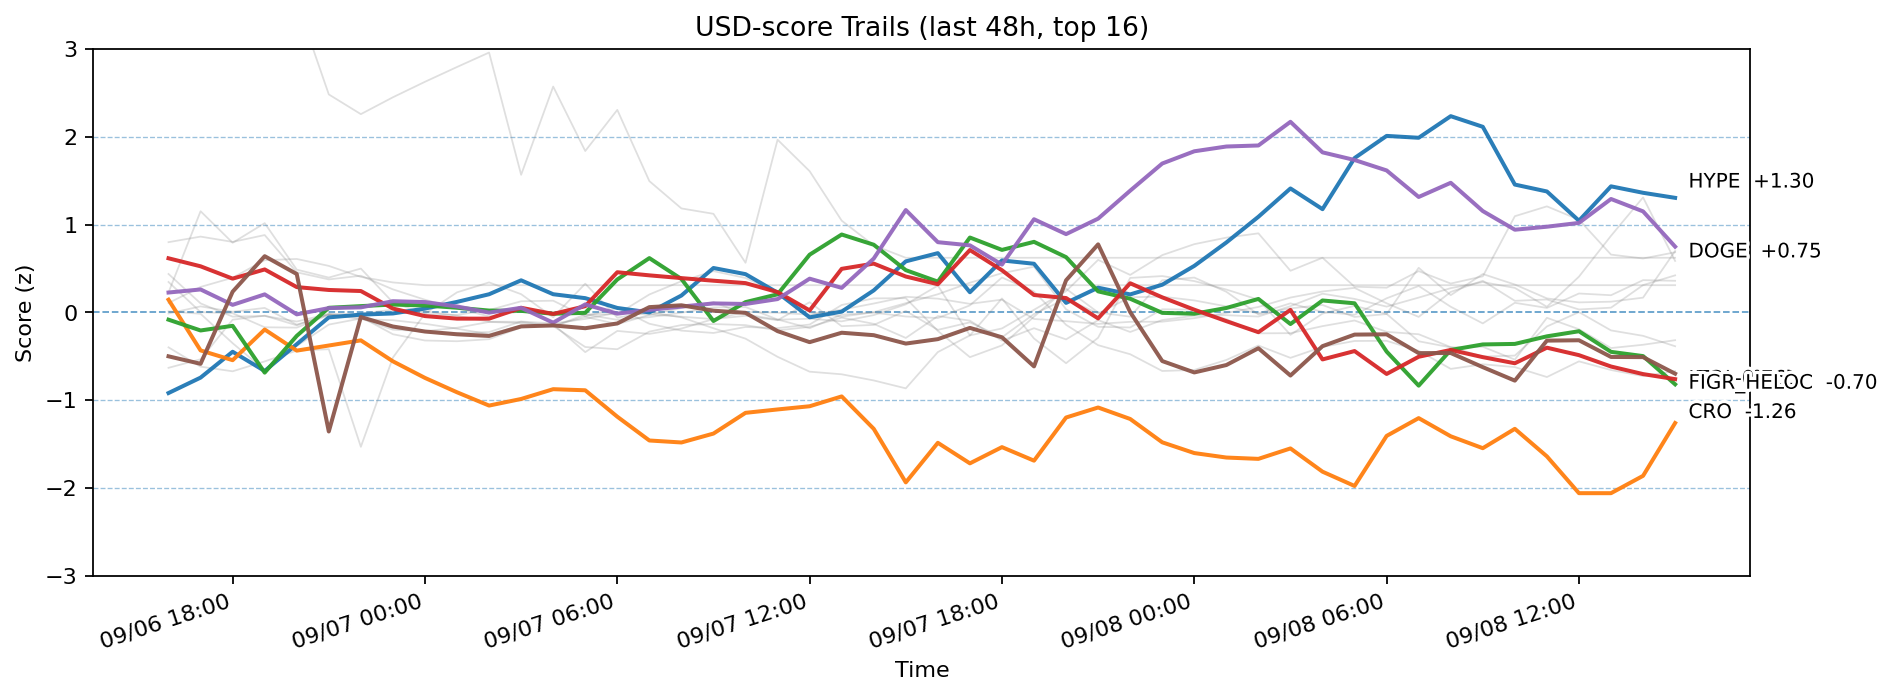 USD-score Trails (last 48h, top 16)
Score (z)
3
2
1
0
−1
−2
−3
HYPE +1.30
DOGE +0.75
FIGR_HELOC -0.70
CRO -1.26
09/06 18:00
09/07 00:00
09/07 06:00
09/07 12:00
09/07 18:00
09/08 00:00
09/08 06:00
09/08 12:00
Time